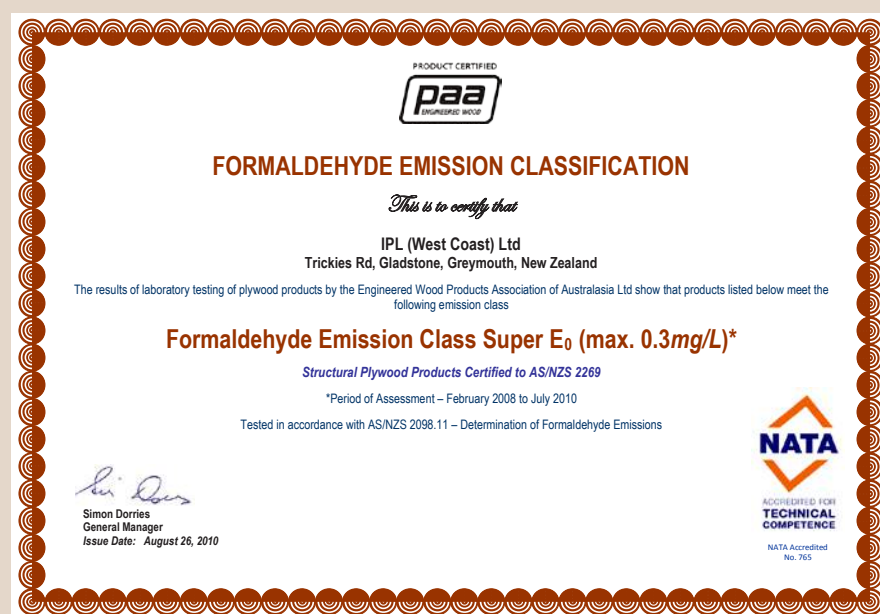 PRODUCT CERTIFIED
paa
ENGINEERED WOOD
FORMALDEHYDE EMISSION CLASSIFICATION
This is to certify that
IPL (West Coast) Ltd
Trickies Rd, Gladstone, Greymouth, New Zealand
The results of laboratory testing of plywood products by the Engineered Wood Products Association of Australasia Ltd show that products listed below meet the
following emission class
Formaldehyde Emission Class Super E₀ (max. 0.3mg/L)*
Structural Plywood Products Certified to AS/NZS 2269
*Period of Assessment – February 2008 to July 2010
Tested in accordance with AS/NZS 2098.11 – Determination of Formaldehyde Emissions
Simon Dorries
General Manager
Issue Date: August 26, 2010
NATA
ACCREDITED FOR
TECHNICAL
COMPETENCE
NATA Accredited
No. 765